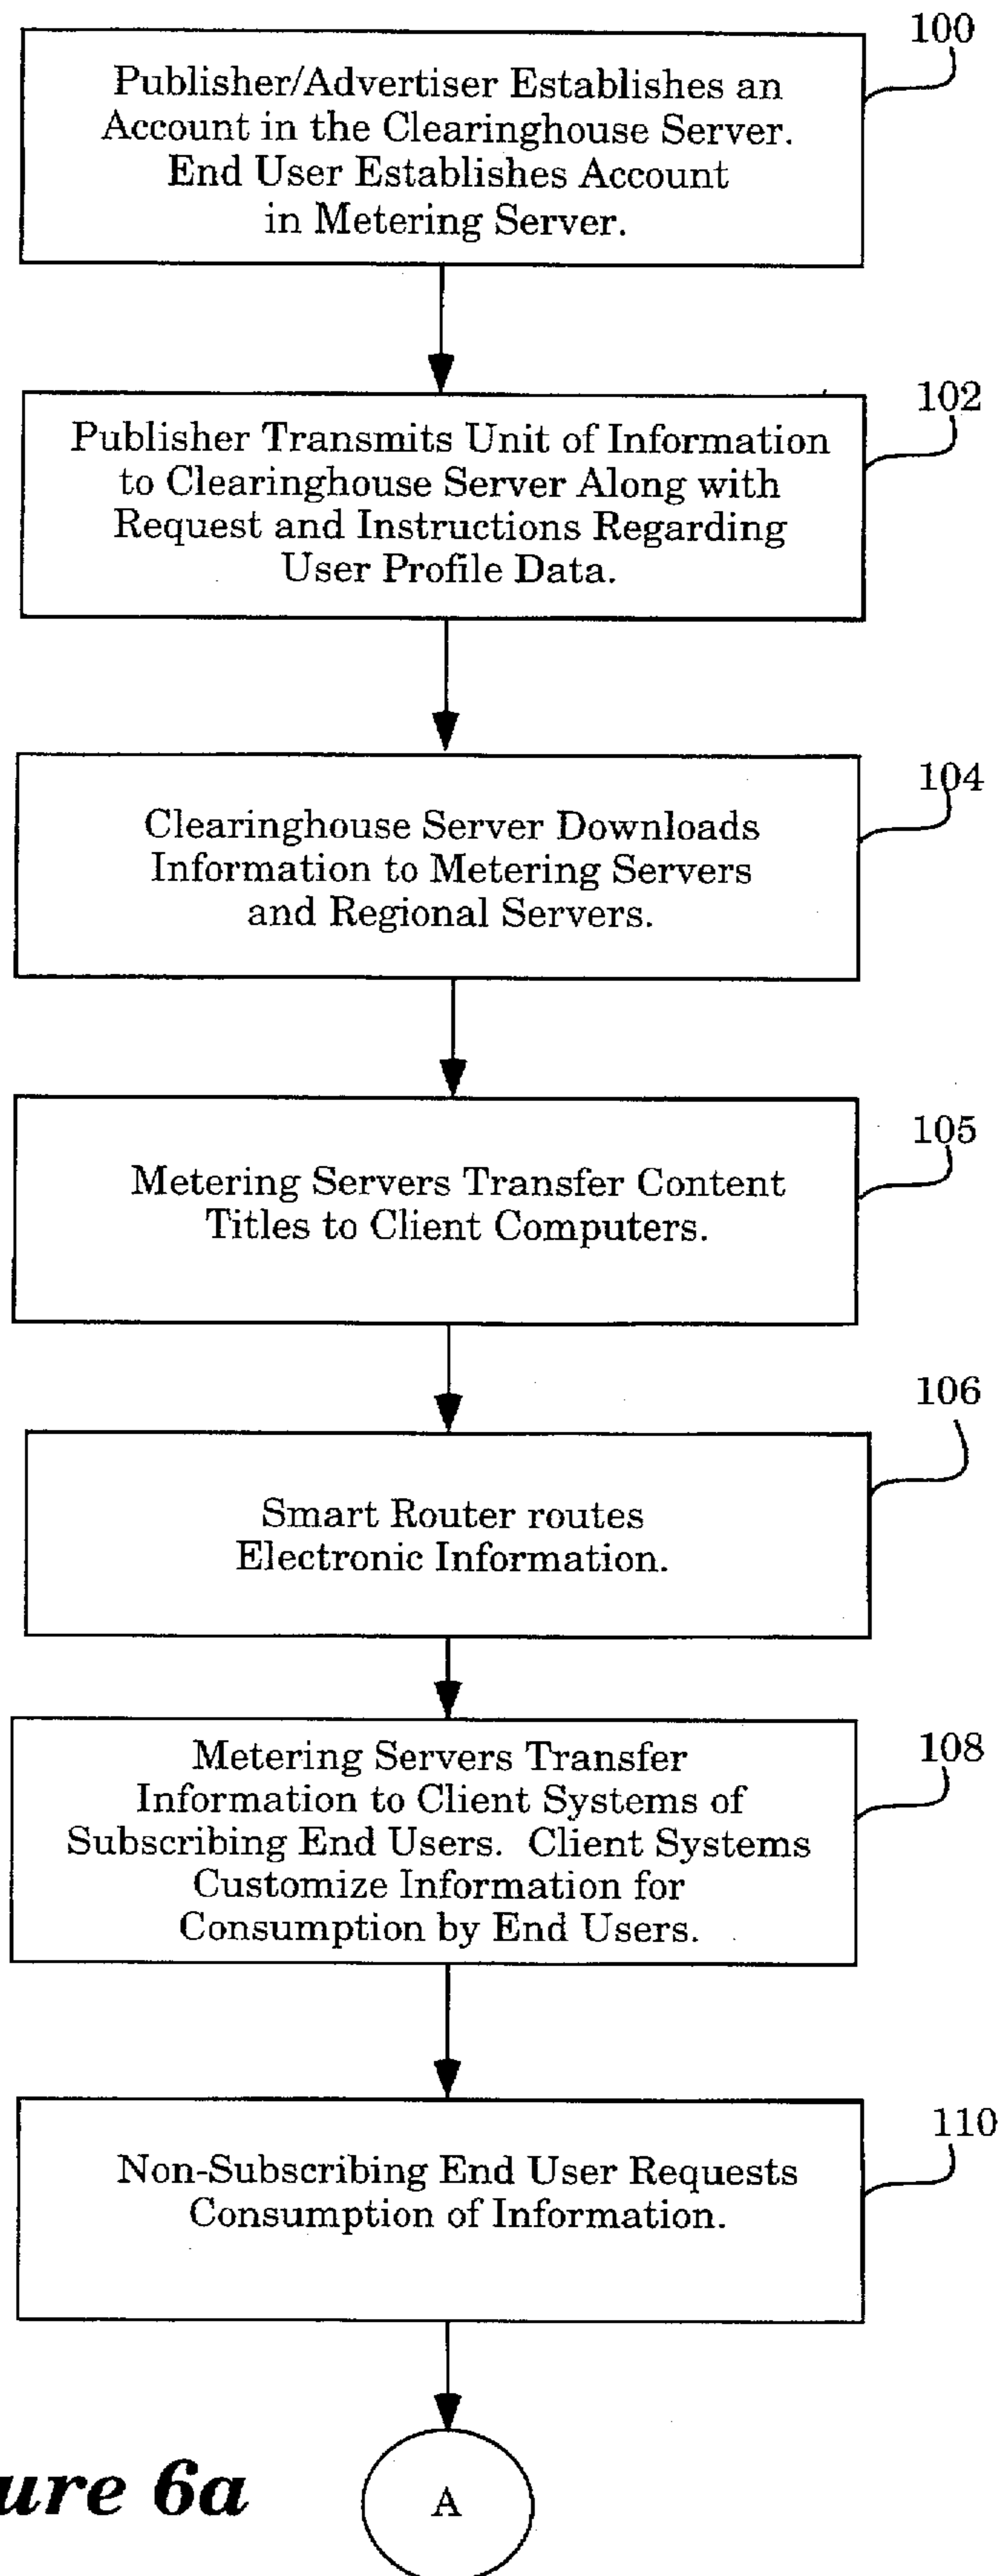 100
Publisher/Advertiser Establishes an
Account in the Clearinghouse Server.
End User Establishes Account
in Metering Server.
102
Publisher Transmits Unit of Information
to Clearinghouse Server Along with
Request and Instructions Regarding
User Profile Data.
104
Clearinghouse Server Downloads
Information to Metering Servers
and Regional Servers.
105
Metering Servers Transfer Content
Titles to Client Computers.
106
Smart Router routes
Electronic Information.
108
Metering Servers Transfer
Information to Client Systems of
Subscribing End Users. Client Systems
Customize Information for
Consumption by End Users.
110
Non-Subscribing End User Requests
Consumption of Information.
ure 6a
A